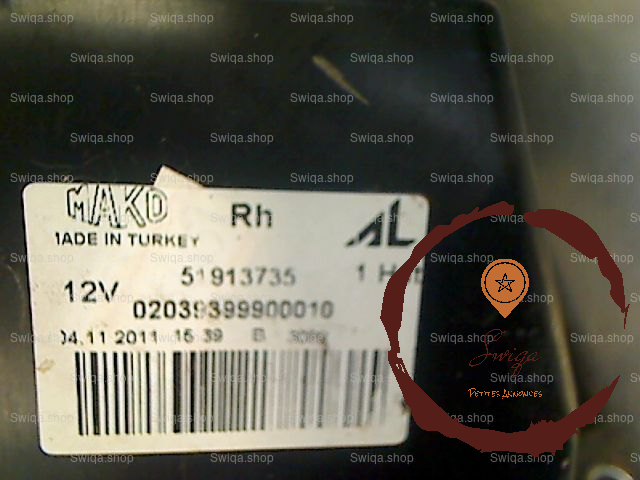 MAKO
Rh
AL
MADE IN TURKEY
51913735
12V
02039399900010
04.11 2011 15 39 B
Swiqa
PETITES ANNONCES
Swiqa.shop